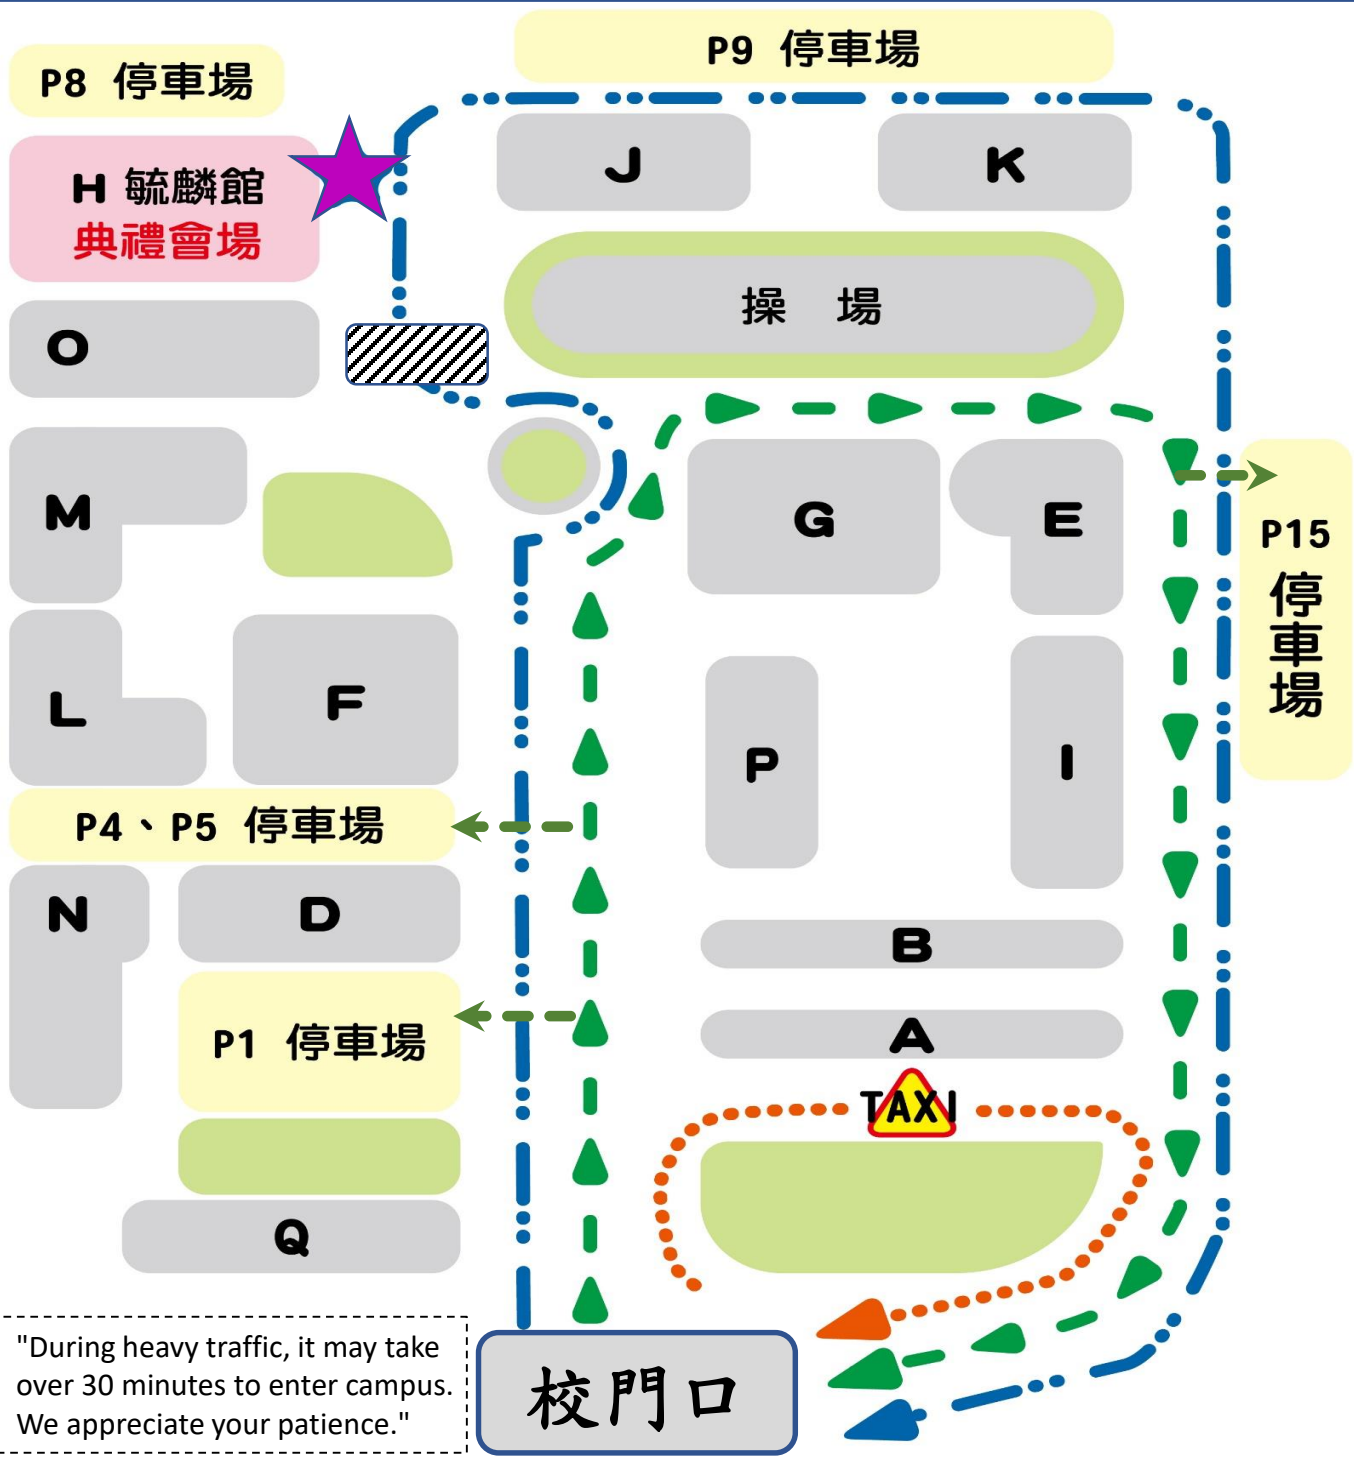 P9 停車場
P8 停車場
H 毓麟館
典禮會場
J
K
操 場
O
M
G
E
P15
停
車
場
L
F
P
I
P4、P5 停車場
N
D
B
P1 停車場
A
TAXI
Q
"During heavy traffic, it may take
over 30 minutes to enter campus.
We appreciate your patience."
校門口